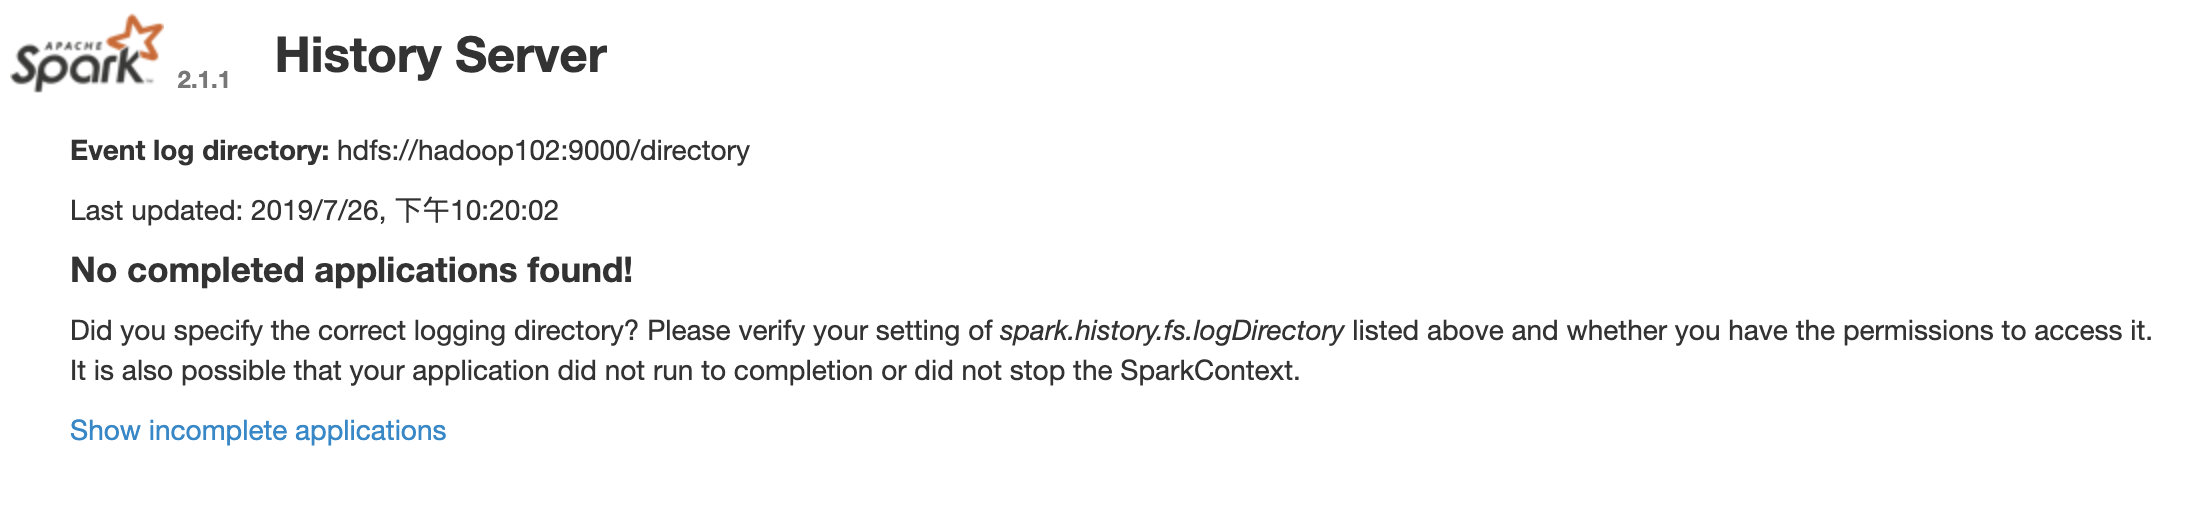 APACHE
Spark™ 2.1.1 History Server
Event log directory: hdfs://hadoop102:9000/directory
Last updated: 2019/7/26, 下午10:20:02
No completed applications found!
Did you specify the correct logging directory? Please verify your setting of spark.history.fs.logDirectory listed above and whether you have the permissions to access it.
It is also possible that your application did not run to completion or did not stop the SparkContext.
Show incomplete applications